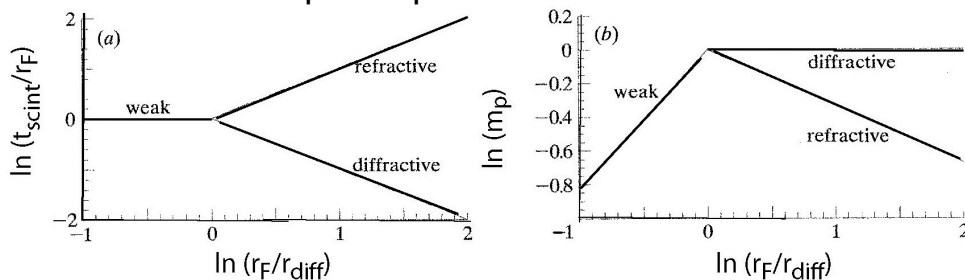 2
(a)
refractive
weak
0
diffractive
−2
−1 0 1 2
ln (t_scint/r_F)
ln (r_F/r_diff)
0.2
(b)
0
diffractive
−0.2
weak
−0.4
refractive
−0.6
−0.8
−1 0 1 2
ln (m_p)
ln (r_F/r_diff)